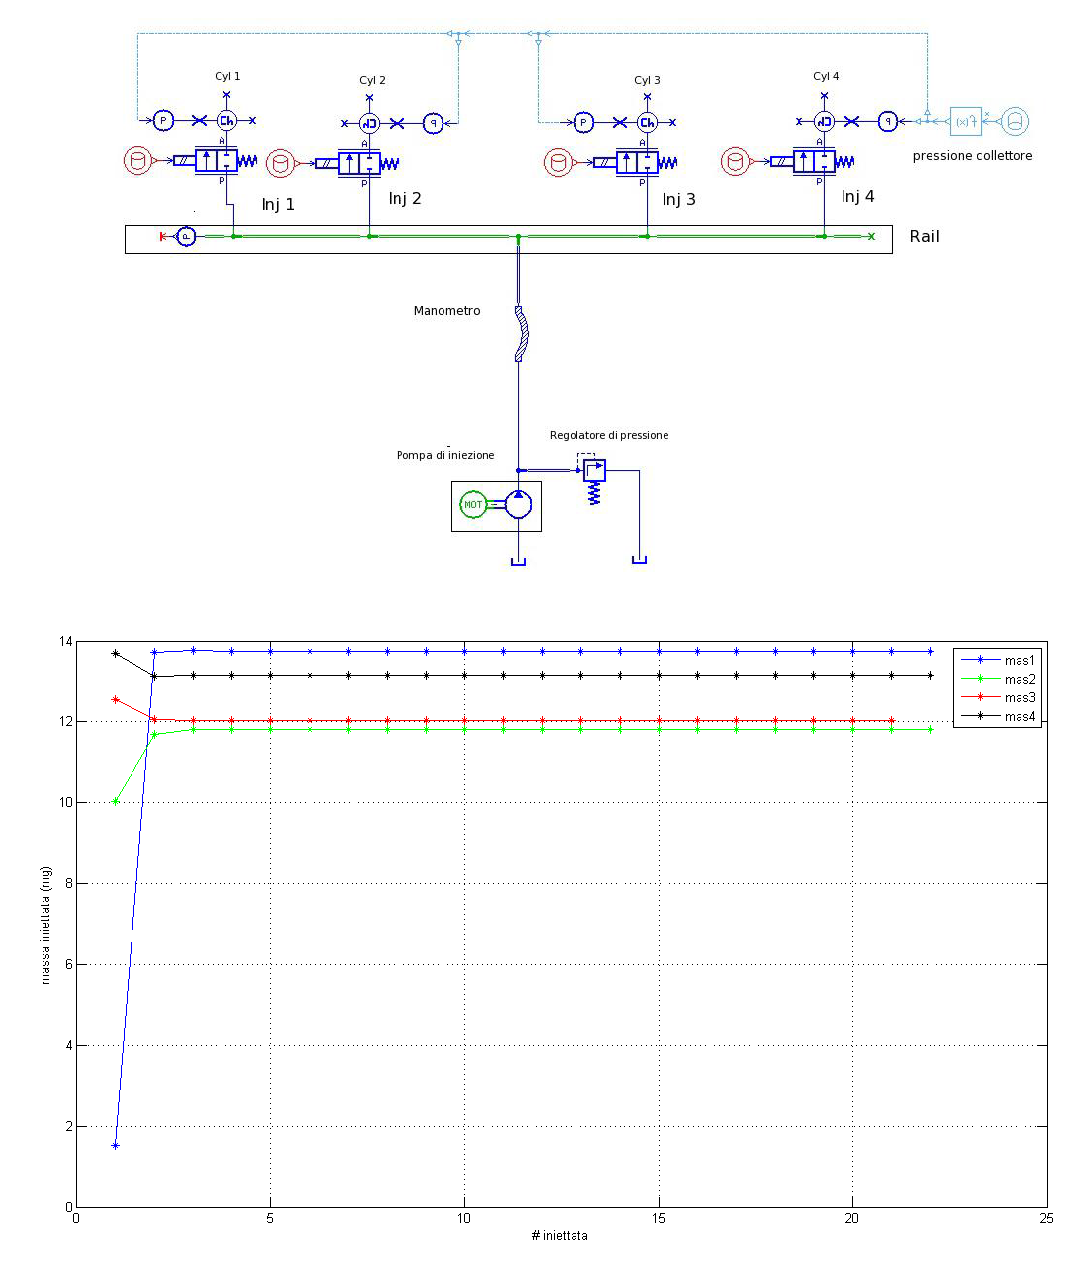 Cyl 1
Cyl 2
Cyl 3
Cyl 4
P
P
P
P
A
A
A
A
P
P
P
P
(x)
x
pressione collettore
Inj 1
Inj 2
Inj 3
Inj 4
P
Rail
Manometro
Regolatore di pressione
Pompa di iniezione
MOT
14
12
10
8
6
4
2
0
massa iniettata (mg)
mas1
mas2
mas3
mas4
0
5
10
15
20
25
# iniettata